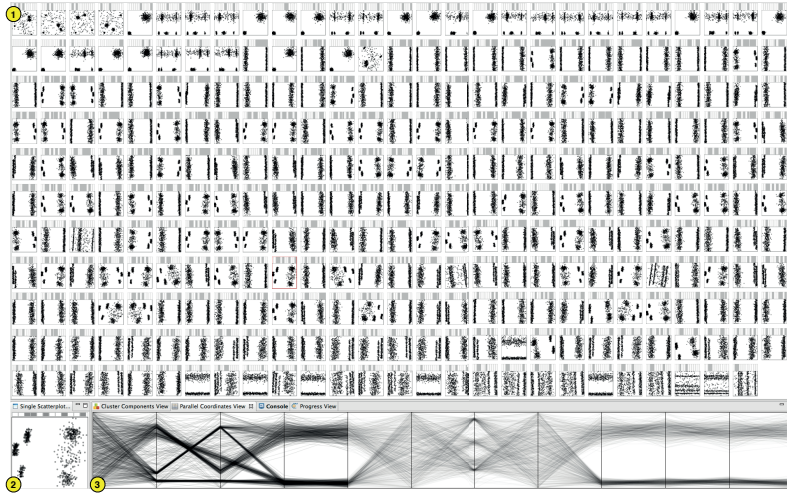 1
Single Scatterplot...
Cluster Components View
Parallel Coordinates View
Console
Progress View
2
3